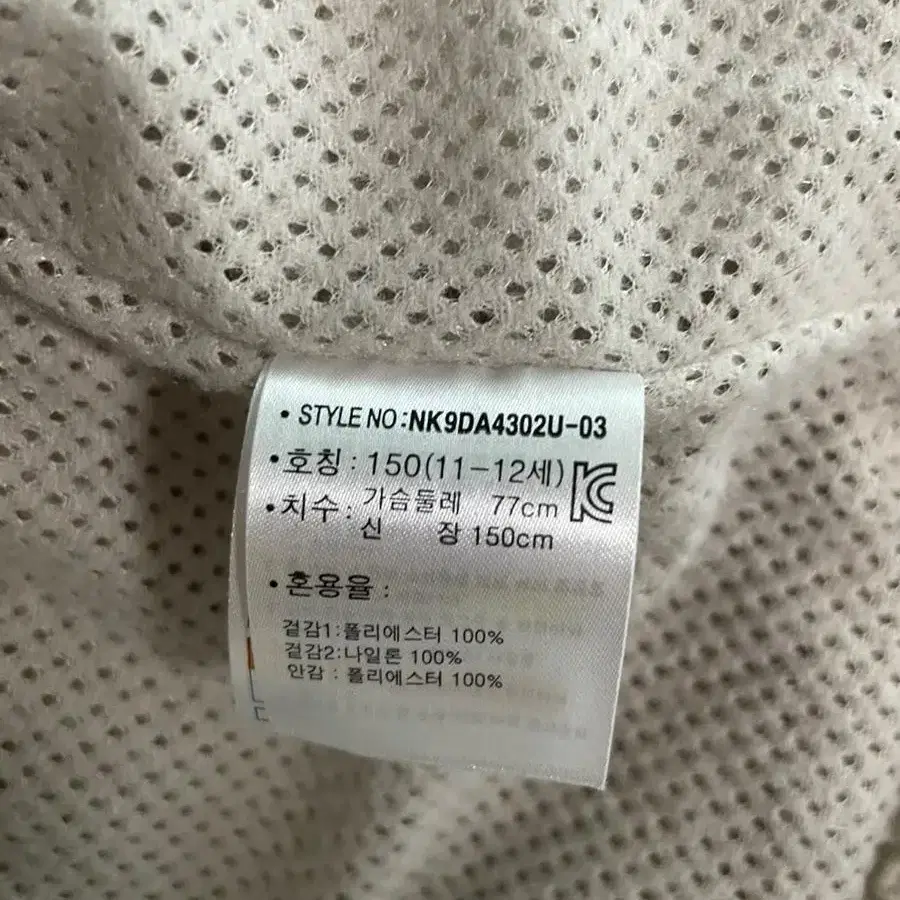 • STYLE NO:NK9DA4302U-03
• 호칭 : 150(11-12세)
• 치수 : 가슴둘레 77cm
신 장 150cm
• 혼용율 :
겉감1:폴리에스터 100%
겉감2:나일론 100%
안감 : 폴리에스터 100%